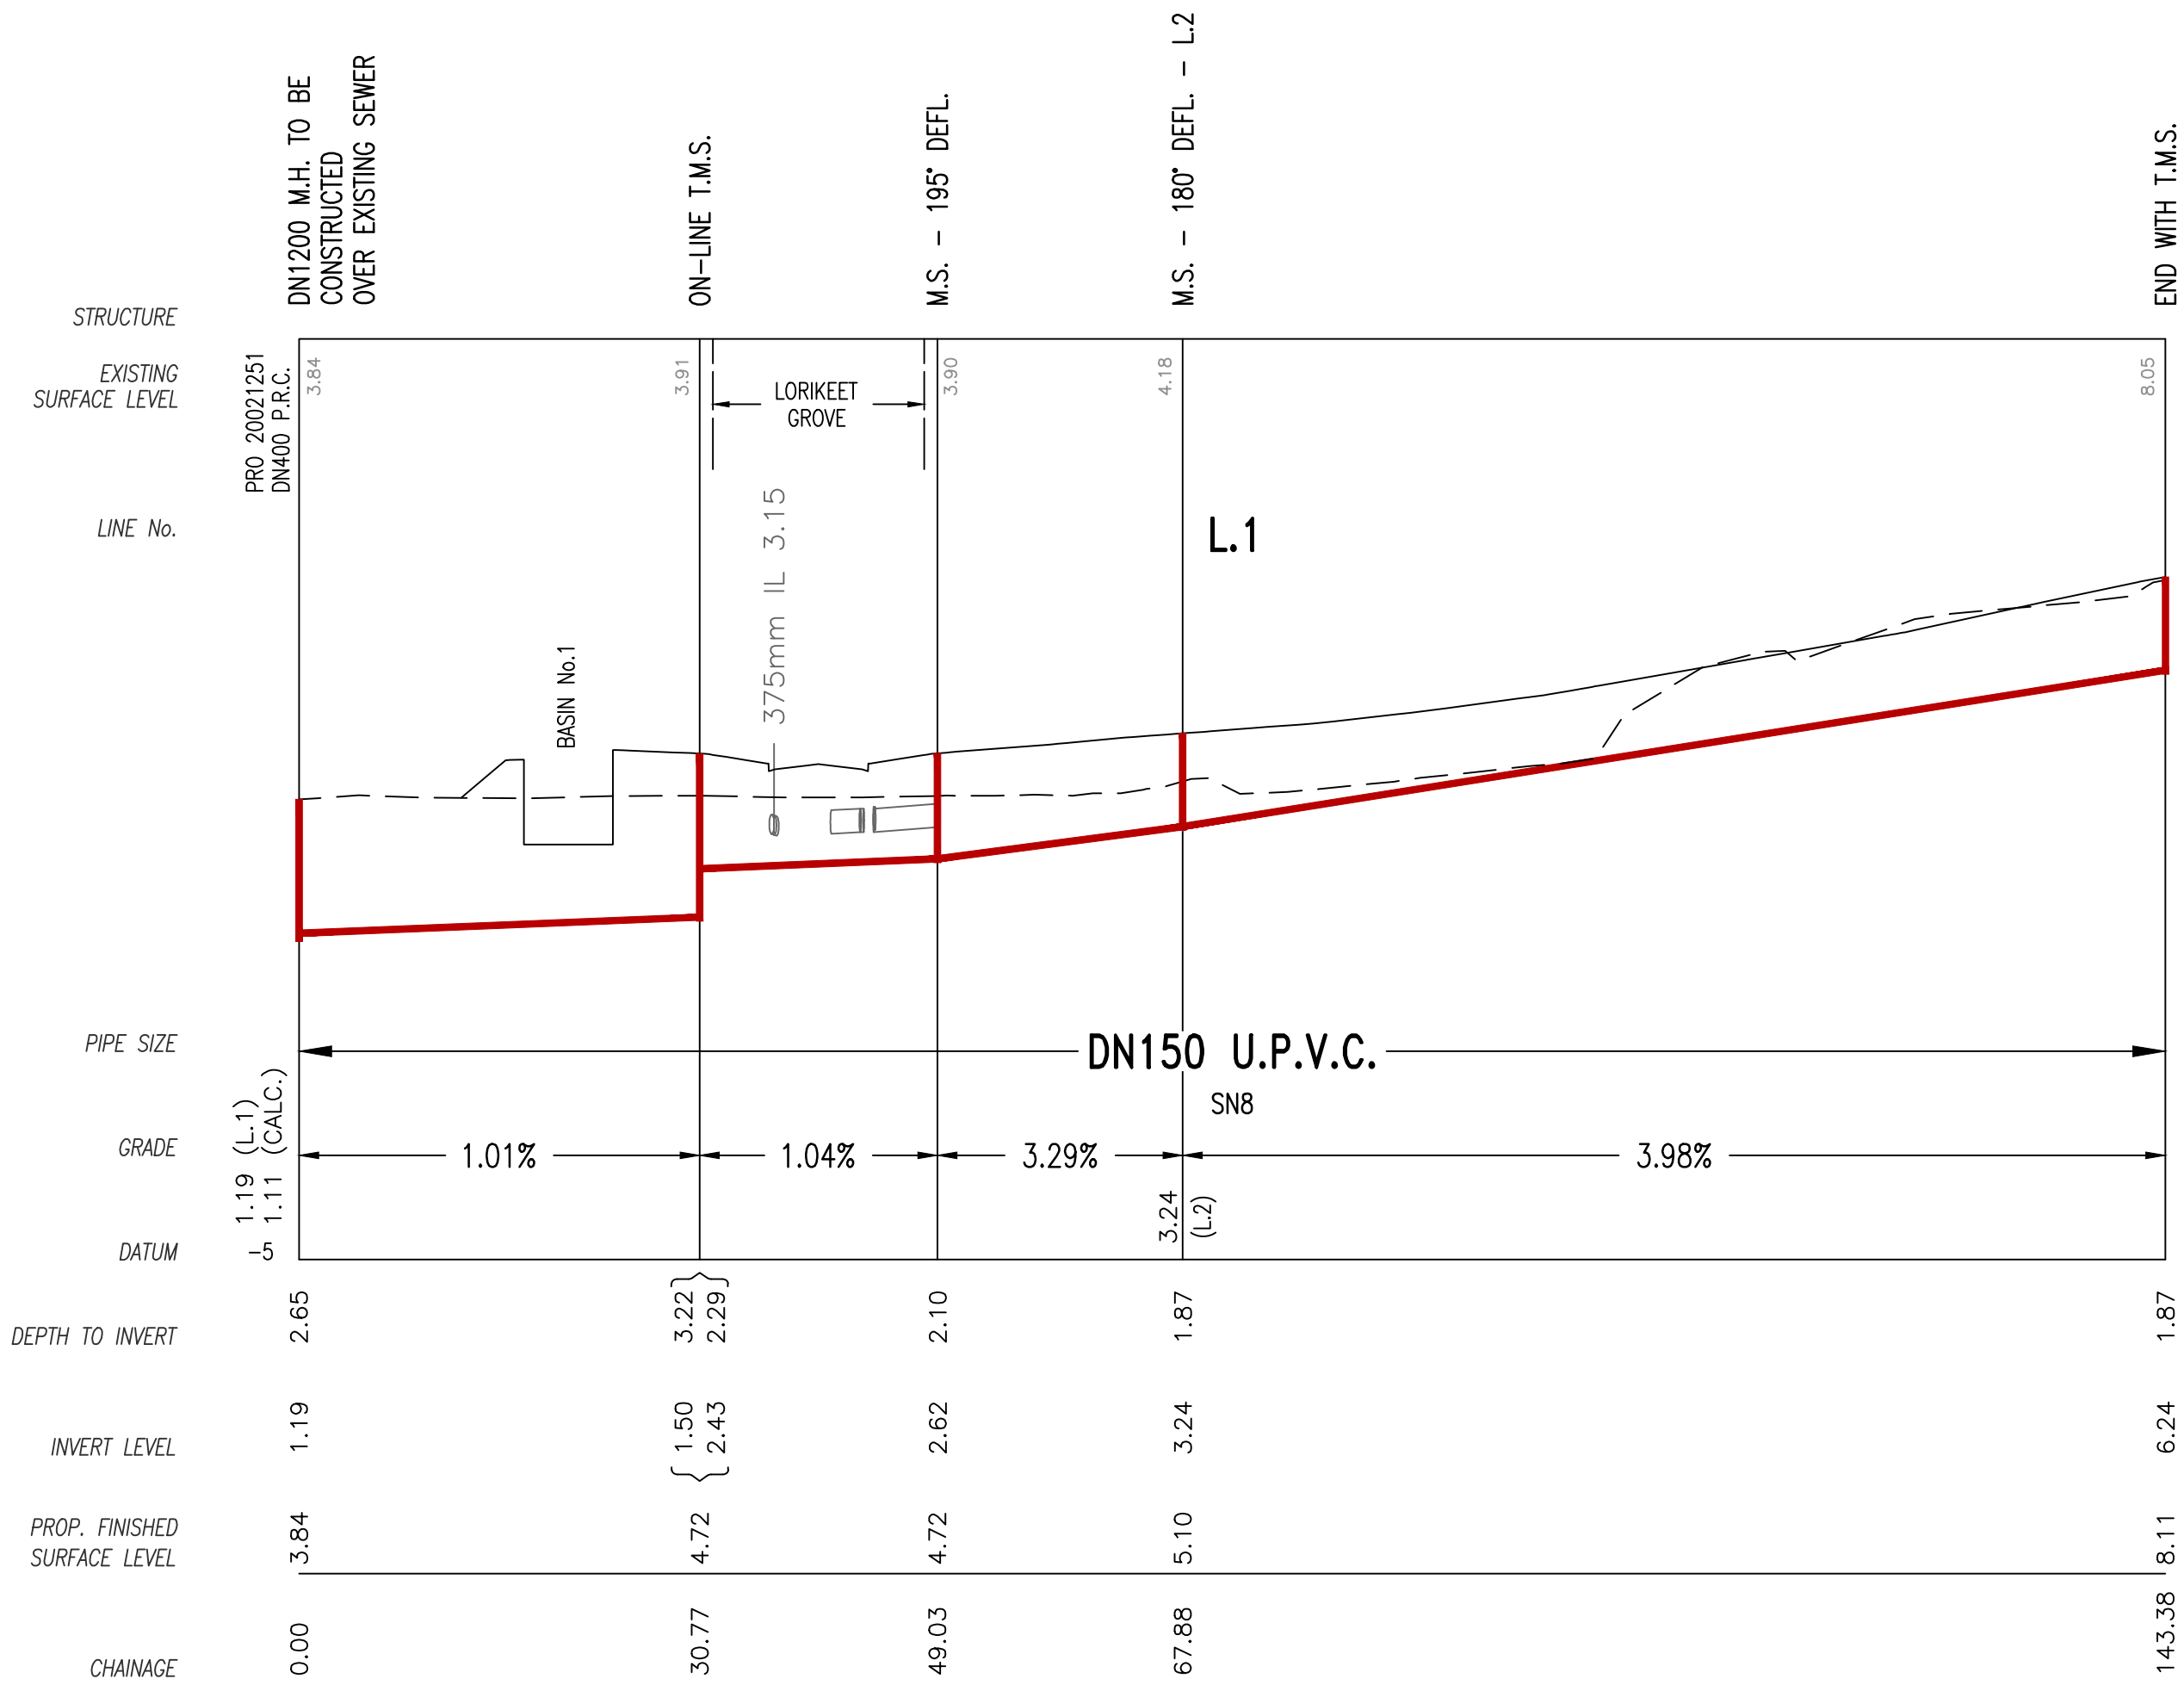 DN1200 M.H. TO BE
CONSTRUCTED
OVER EXISTING SEWER
ON-LINE T.M.S.
M.S. - 195° DEFL.
M.S. - 180° DEFL. - L.2
END WITH T.M.S.
STRUCTURE
EXISTING
SURFACE LEVEL
PRO 20021251
DN400 P.R.C.
3.84
3.91
LORIKEET
GROVE
3.90
4.18
8.05
LINE No.
375mm IL 3.15
L.1
BASIN No.1
PIPE SIZE
DN150 U.P.V.C.
SN8
1.19 (L.1)
1.11 (CALC.)
GRADE
1.01%
1.04%
3.29%
3.98%
3.24
(L.2)
DATUM
-5
DEPTH TO INVERT
2.65
3.22
2.29
2.10
1.87
1.87
INVERT LEVEL
1.19
1.50
2.43
2.62
3.24
6.24
PROP. FINISHED
SURFACE LEVEL
3.84
4.72
4.72
5.10
8.11
CHAINAGE
0.00
30.77
49.03
67.88
143.38